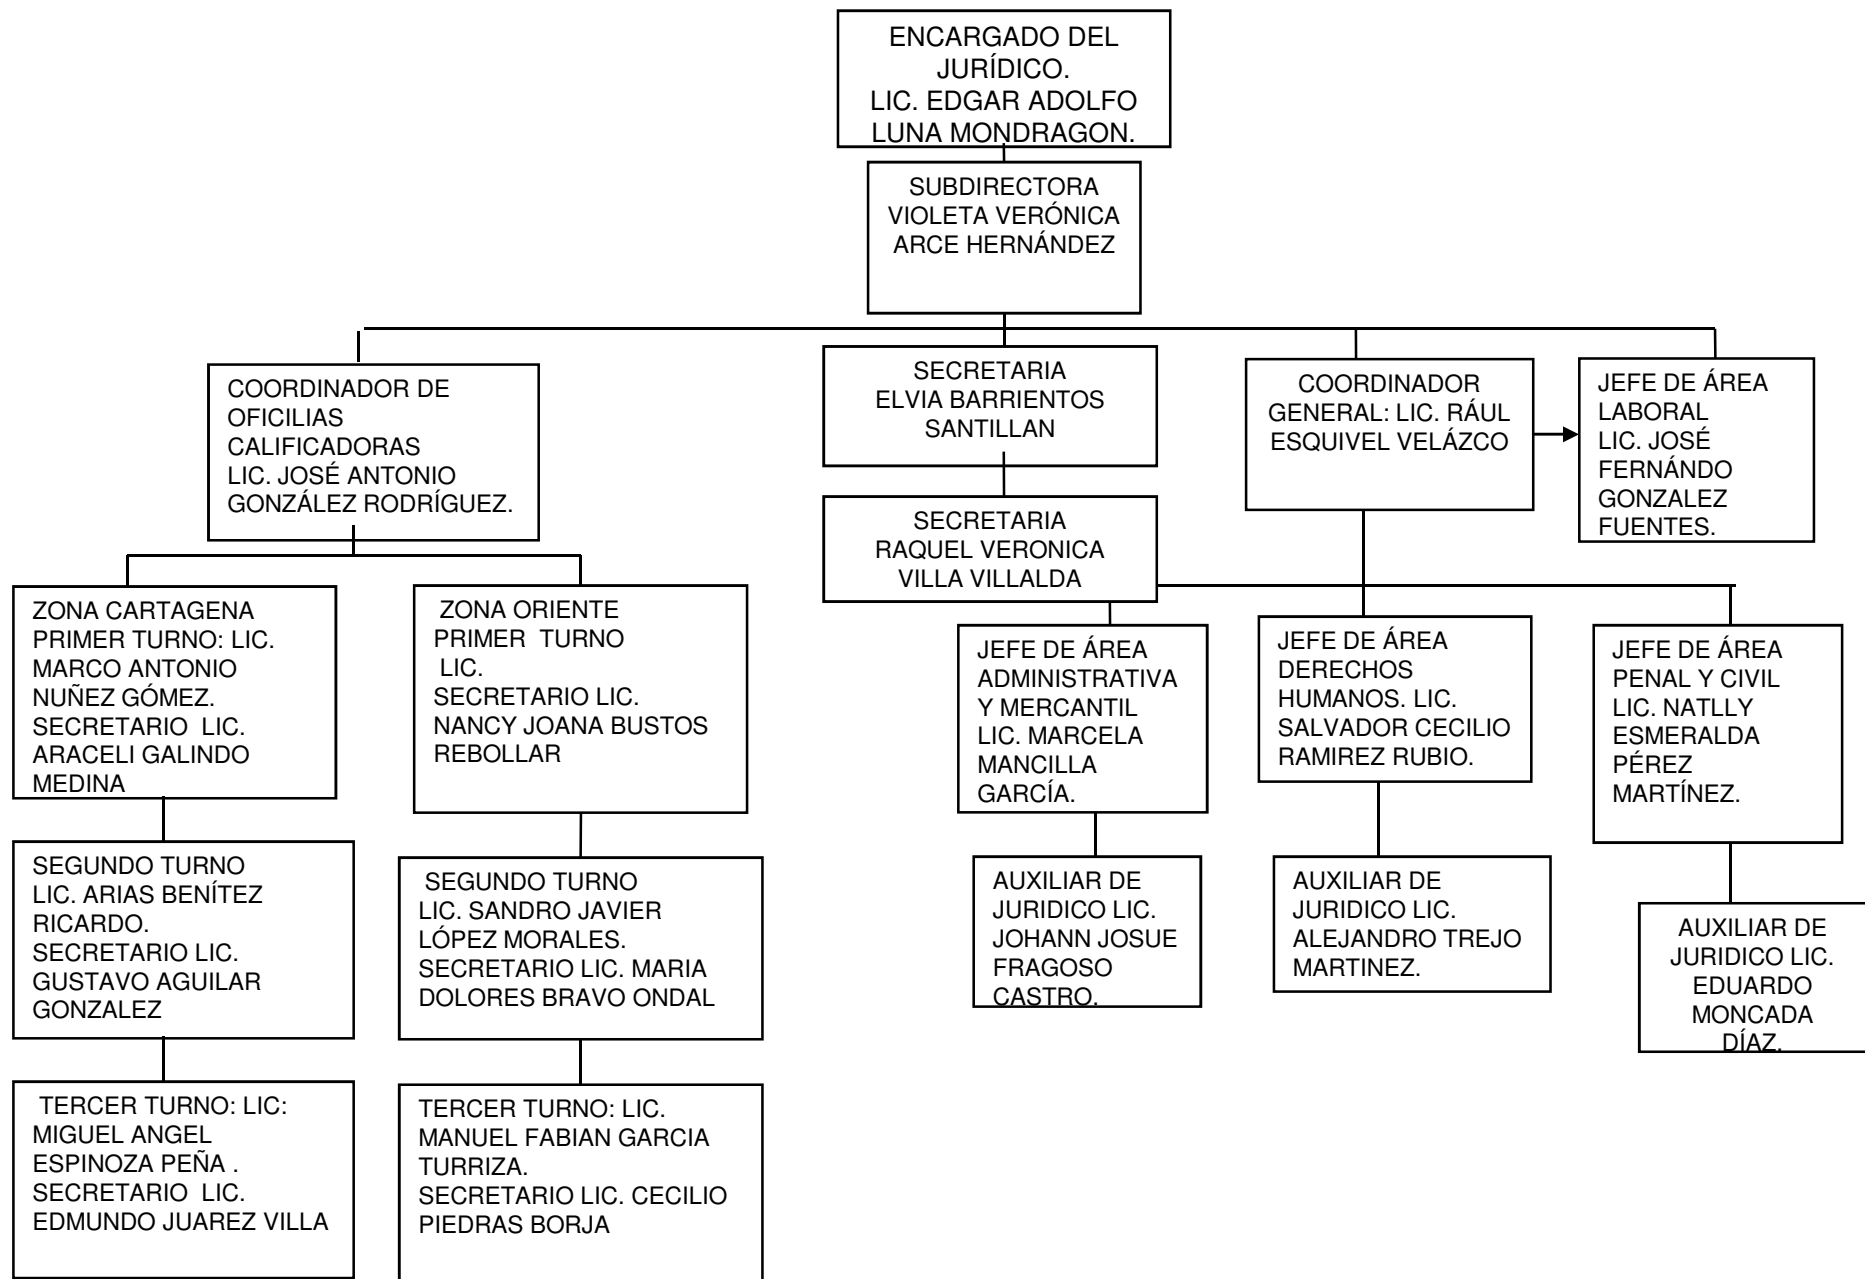 ENCARGADO DEL
JURÍDICO.
LIC. EDGAR ADOLFO
LUNA MONDRAGON.
SUBDIRECTORA
VIOLETA VERÓNICA
ARCE HERNÁNDEZ
COORDINADOR DE
OFICILIAS
CALIFICADORAS
LIC. JOSÉ ANTONIO
GONZÁLEZ RODRÍGUEZ.
SECRETARIA
ELVIA BARRIENTOS
SANTILLAN
COORDINADOR
GENERAL: LIC. RÁUL
ESQUIVEL VELÁZCO
JEFE DE ÁREA
LABORAL
LIC. JOSÉ
FERNÁNDO
GONZALEZ
FUENTES.
SECRETARIA
RAQUEL VERONICA
VILLA VILLALDA
ZONA CARTAGENA
PRIMER TURNO: LIC.
MARCO ANTONIO
NUÑEZ GÓMEZ.
SECRETARIO  LIC.
ARACELI GALINDO
MEDINA
ZONA ORIENTE
PRIMER  TURNO
LIC.
SECRETARIO LIC.
NANCY JOANA BUSTOS
REBOLLAR
JEFE DE ÁREA
ADMINISTRATIVA
Y MERCANTIL
LIC. MARCELA
MANCILLA
GARCÍA.
JEFE DE ÁREA
DERECHOS
HUMANOS. LIC.
SALVADOR CECILIO
RAMIREZ RUBIO.
JEFE DE ÁREA
PENAL Y CIVIL
LIC. NATLLY
ESMERALDA
PÉREZ
MARTÍNEZ.
SEGUNDO TURNO
LIC. ARIAS BENÍTEZ
RICARDO.
SECRETARIO LIC.
GUSTAVO AGUILAR
GONZALEZ
SEGUNDO TURNO
LIC. SANDRO JAVIER
LÓPEZ MORALES.
SECRETARIO LIC. MARIA
DOLORES BRAVO ONDAL
AUXILIAR DE
JURIDICO LIC.
JOHANN JOSUE
FRAGOSO
CASTRO.
AUXILIAR DE
JURIDICO LIC.
ALEJANDRO TREJO
MARTINEZ.
AUXILIAR DE
JURIDICO LIC.
EDUARDO
MONCADA
DÍAZ.
TERCER TURNO: LIC:
MIGUEL ANGEL
ESPINOZA PEÑA .
SECRETARIO  LIC.
EDMUNDO JUAREZ VILLA
TERCER TURNO: LIC.
MANUEL FABIAN GARCIA
TURRIZA.
SECRETARIO LIC. CECILIO
PIEDRAS BORJA